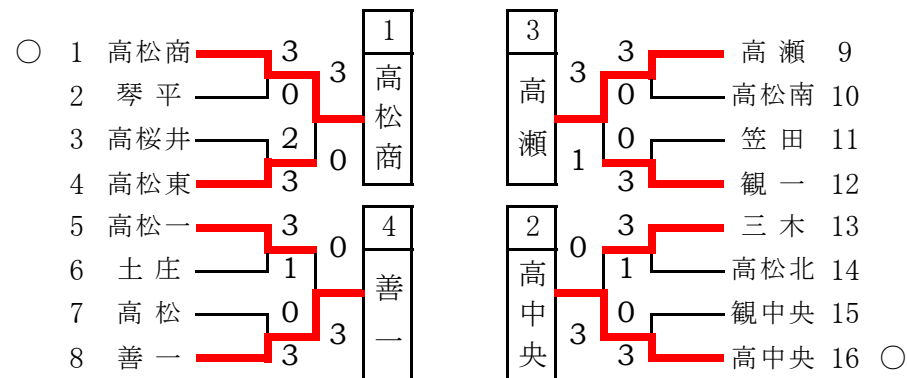 ○ 1 高松商 3
2 琴平 0
3 高桜井 2
4 高松東 3
3
0
1
高松商
5 高松一 3
6 土庄 1
7 高松 0
8 善一 3
0
3
4
善一
3
高瀬
3
1
3 高瀬 9
0 高松南 10
0 笠田 11
3 観一 12
2
高中央
0
3
3 三木 13
1 高松北 14
0 観中央 15
3 高中央 16 ○